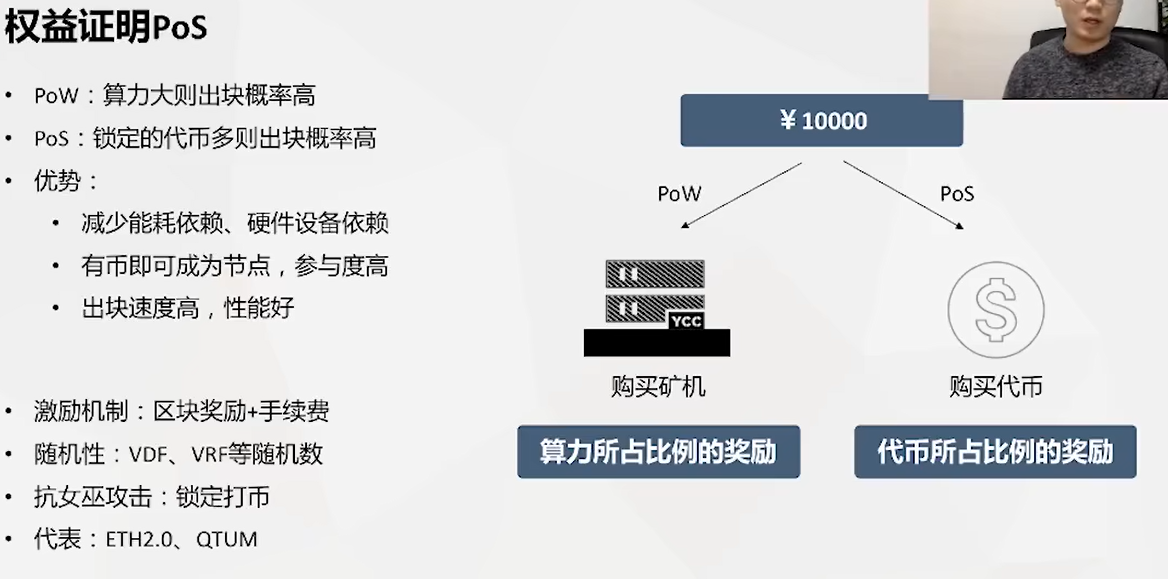 权益证明PoS
• PoW：算力大则出块概率高
• PoS：锁定的代币多则出块概率高
• 优势：
• 减少能耗依赖、硬件设备依赖
• 有币即可成为节点，参与度高
• 出块速度高，性能好
• 激励机制：区块奖励+手续费
• 随机性：VDF、VRF等随机数
• 抗女巫攻击：锁定打币
• 代表：ETH2.0、QTUM
￥10000
PoW
PoS
YCC
购买矿机
购买代币
算力所占比例的奖励
代币所占比例的奖励